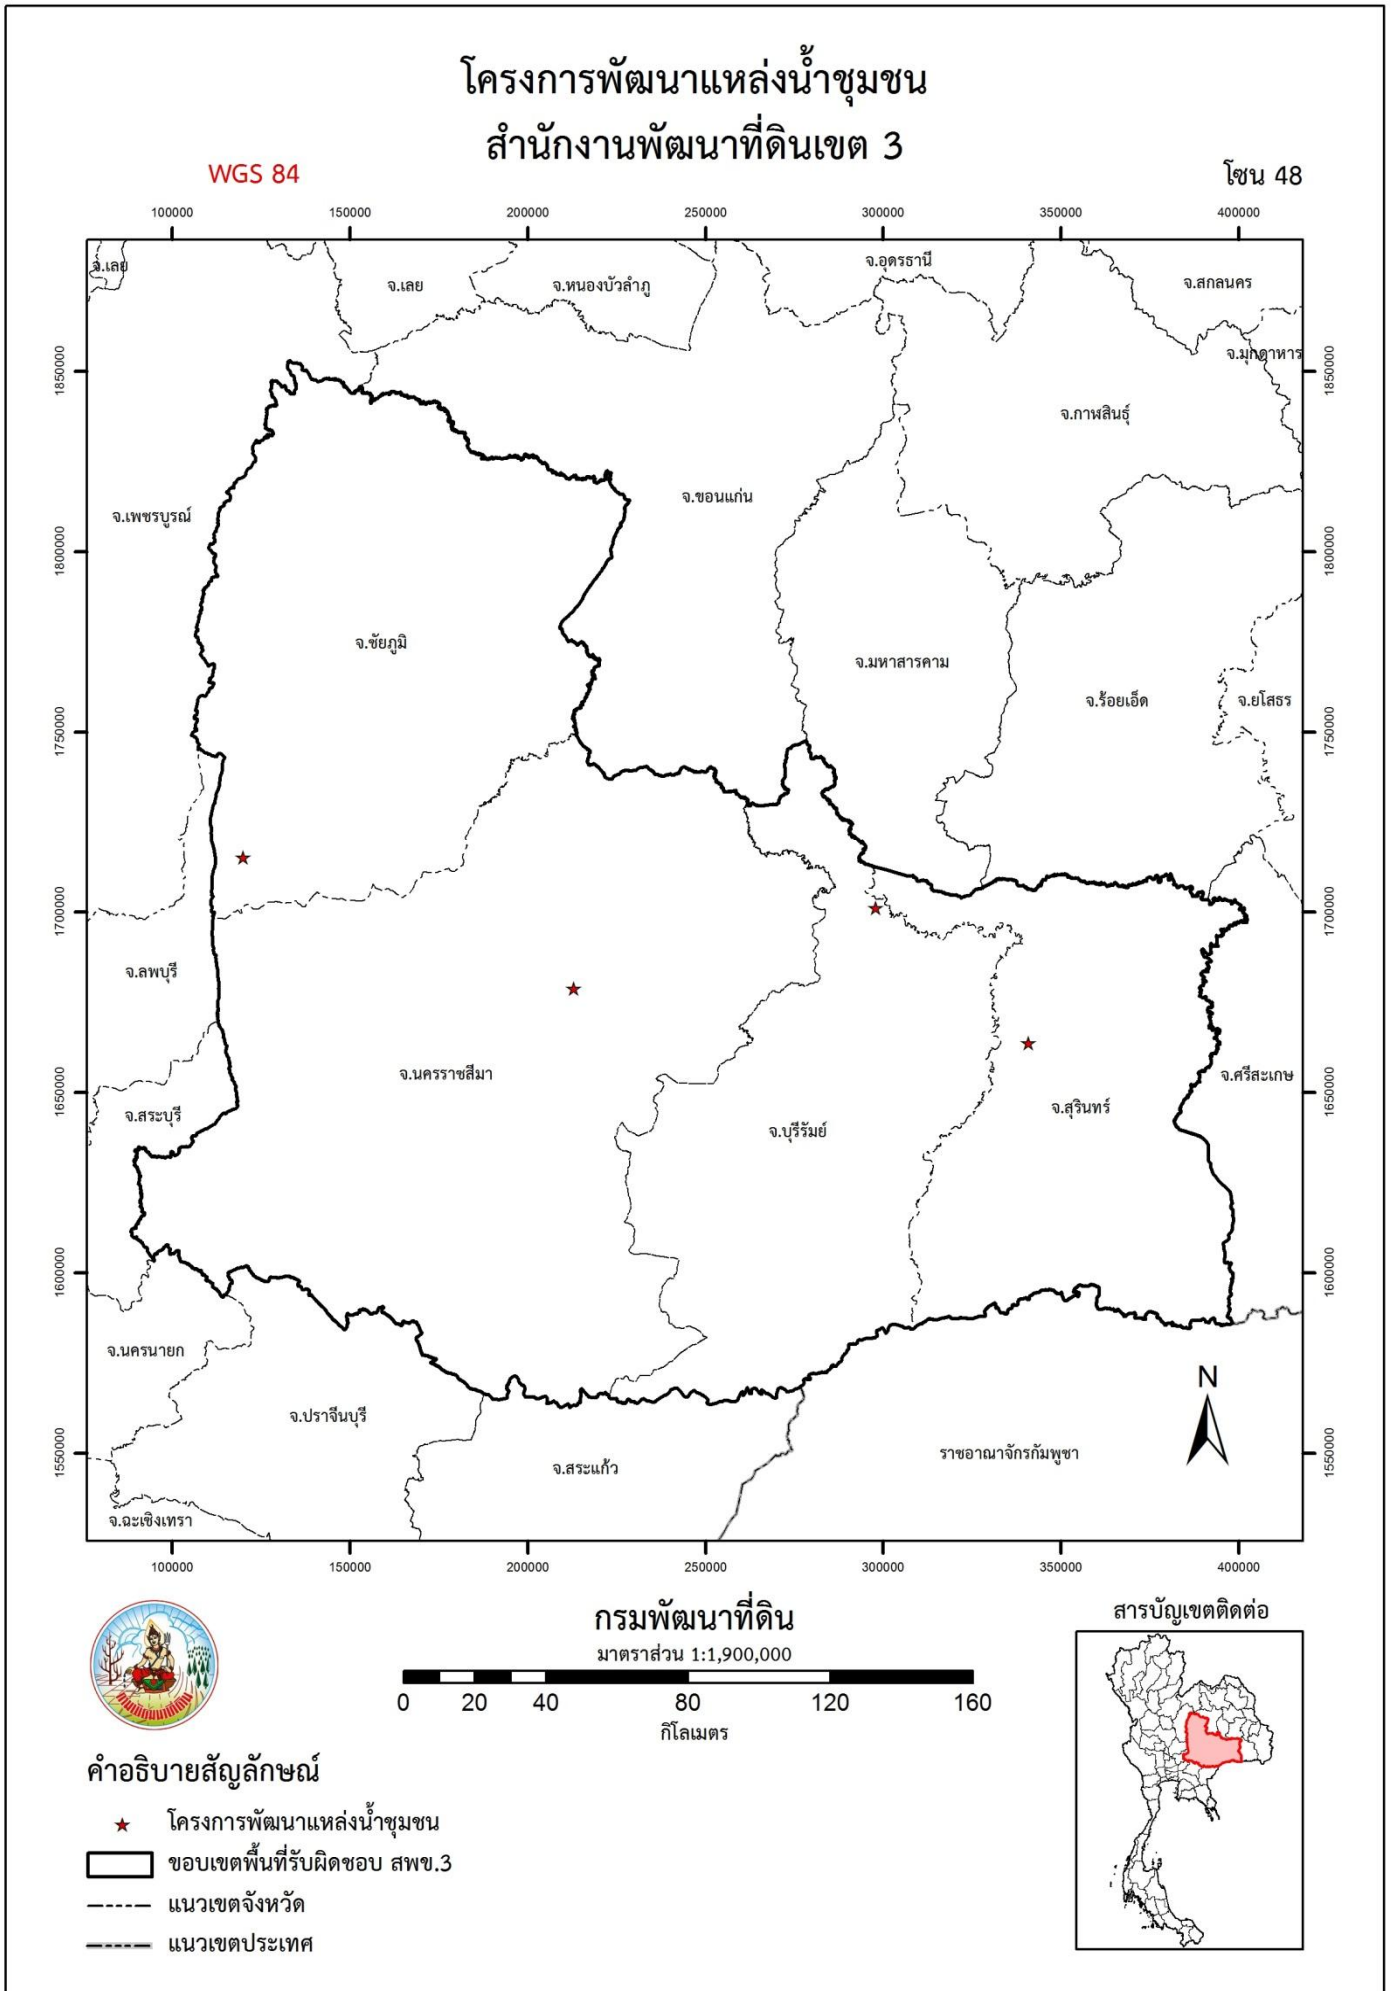 โครงการพัฒนาแหล่งน้ำชุมชน
สำนักงานพัฒนาที่ดินเขต 3
WGS 84
โซน 48
100000 150000 200000 250000 300000 350000 400000
จ.เลย
จ.เลย
จ.หนองบัวลำภู
จ.อุดรธานี
จ.สกลนคร
จ.มุกดาหาร
1850000
1850000
จ.กาฬสินธุ์
จ.เพชรบูรณ์
จ.ขอนแก่น
1800000
1800000
จ.ชัยภูมิ
จ.มหาสารคาม
จ.ร้อยเอ็ด
จ.ยโสธร
1750000
1750000
1700000
1700000
จ.ลพบุรี
จ.นครราชสีมา
จ.ศรีสะเกษ
1650000
1650000
จ.สระบุรี
จ.สุรินทร์
จ.บุรีรัมย์
1600000
1600000
จ.นครนายก
N
จ.ปราจีนบุรี
จ.สระแก้ว
ราชอาณาจักรกัมพูชา
1550000
1550000
จ.ฉะเชิงเทรา
100000 150000 200000 250000 300000 350000 400000
กรมพัฒนาที่ดิน
กรมพัฒนาที่ดิน
มาตราส่วน 1:1,900,000
0 20 40 80 120 160
กิโลเมตร
สารบัญเขตติดต่อ
คำอธิบายสัญลักษณ์
โครงการพัฒนาแหล่งน้ำชุมชน
ขอบเขตพื้นที่รับผิดชอบ สพข.3
แนวเขตจังหวัด
แนวเขตประเทศ